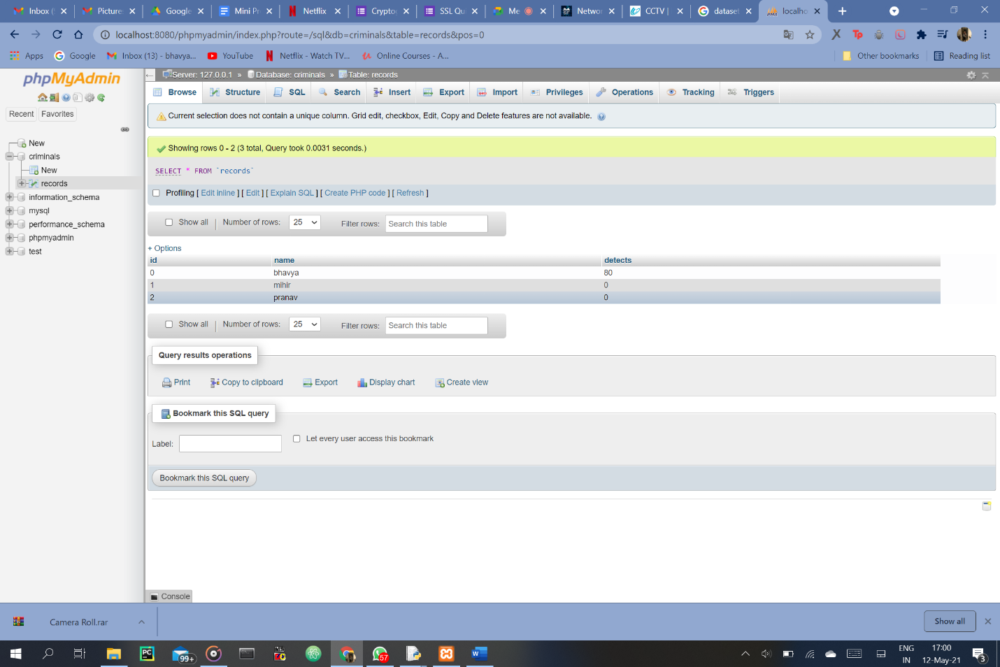 Inbox (
Picture:
Google
Mini Pr
Netflix
Crypto
SSL Qu
Me
Networ
CCTV |
dataset
localho
localhost:8080/phpmyadmin/index.php?route=/sql&db=criminals&table=records&pos=0
Apps
Google
Inbox (13) - bhavya...
YouTube
Netflix - Watch TV...
Online Courses - A...
Other bookmarks
Reading list
phpMyAdmin
Recent
Favorites
New
criminals
New
records
information_schema
mysql
performance_schema
phpmyadmin
test
Server: 127.0.0.1 » Database: criminals » Table: records
Browse
Structure
SQL
Search
Insert
Export
Import
Privileges
Operations
Tracking
Triggers
Current selection does not contain a unique column. Grid edit, checkbox, Edit, Copy and Delete features are not available.
Showing rows 0 - 2 (3 total, Query took 0.0031 seconds.)
SELECT * FROM `records`
Profiling [ Edit inline ] [ Edit ] [ Explain SQL ] [ Create PHP code ] [ Refresh ]
Show all | Number of rows: 25 Filter rows: Search this table
+ Options
id name detects
0 bhavya 80
1 mihir 0
2 pranav 0
Show all | Number of rows: 25 Filter rows: Search this table
Query results operations
Print
Copy to clipboard
Export
Display chart
Create view
Bookmark this SQL query
Label:
Let every user access this bookmark
Bookmark this SQL query
Console
Camera Roll.rar
Show all
PC
99+
57
W
ENG
IN
17:00
12-May-21
3